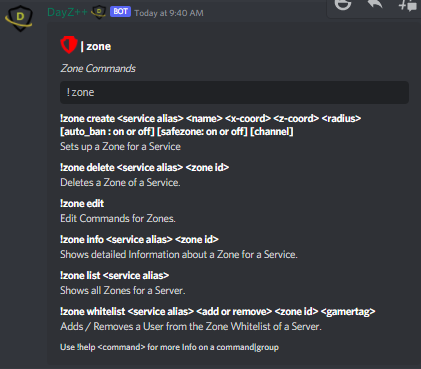 DayZ++ BOT Today at 9:40 AM
| zone
Zone Commands
!zone
!zone create <service alias> <name> <x-coord> <z-coord> <radius>
[auto_ban : on or off] [safezone: on or off] [channel]
Sets up a Zone for a Service
!zone delete <service alias> <zone id>
Deletes a Zone of a Service.
!zone edit
Edit Commands for Zones.
!zone info <service alias> <zone id>
Shows detailed Information about a Zone for a Service.
!zone list <service alias>
Shows all Zones for a Server.
!zone whitelist <service alias> <add or remove> <zone id> <gamertag>
Adds / Removes a User from the Zone Whitelist of a Server.
Use !help <command> for more Info on a command|group